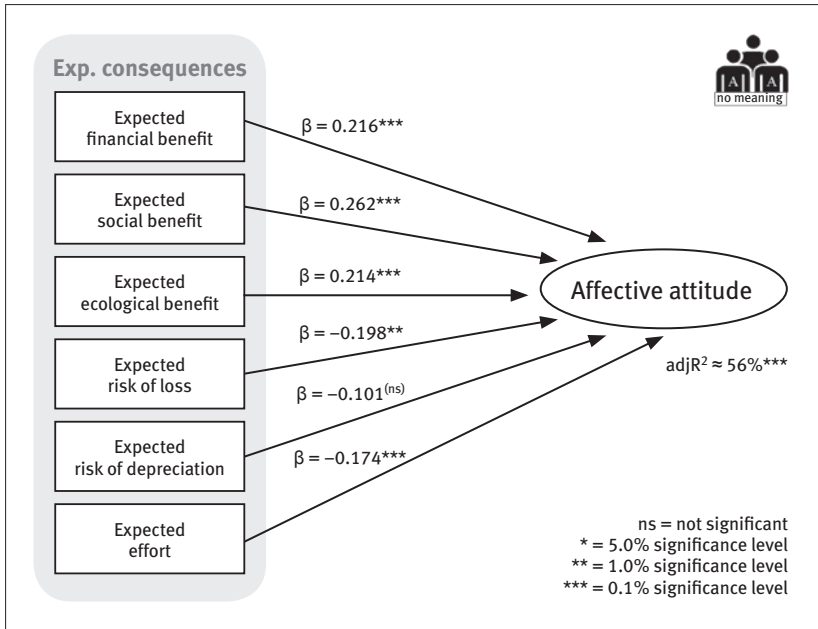 Exp. consequences
Expected
financial benefit
Expected
social benefit
Expected
ecological benefit
Expected
risk of loss
Expected
risk of depreciation
Expected
effort
β = 0.216***
β = 0.262***
β = 0.214***
β = −0.198**
β = −0.101(ns)
β = −0.174***
A A
no meaning
Affective attitude
adjR² ≈ 56%***
ns = not significant
* = 5.0% significance level
** = 1.0% significance level
*** = 0.1% significance level